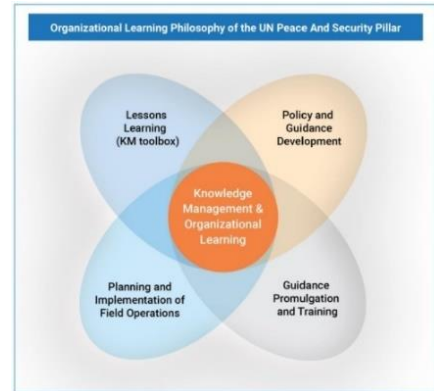 Organizational Learning Philosophy of the UN Peace And Security Pillar
Lessons
Learning
(KM toolbox)
Policy and
Guidance
Development
Knowledge
Management &
Organizational
Learning
Planning and
Implementation of
Field Operations
Guidance
Promulgation
and Training